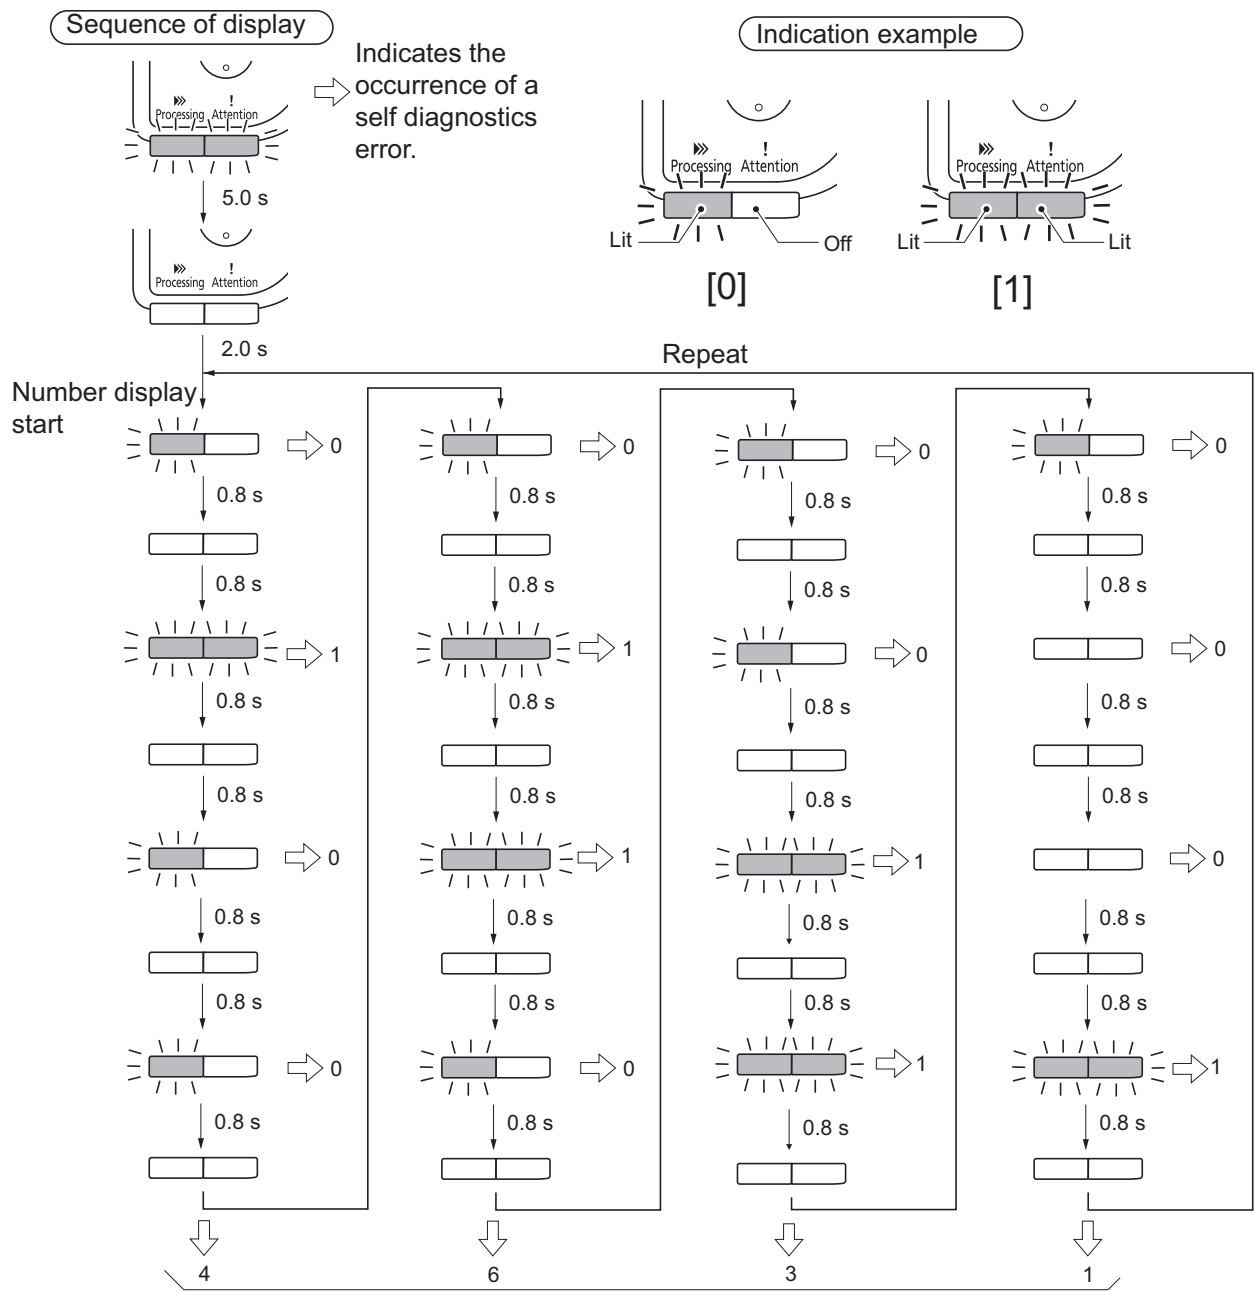 Sequence of display
Indicates the
occurrence of a
self diagnostics
error.
Processing Attention
5.0 s
Processing Attention
2.0 s
Indication example
Processing Attention
Lit
Off
[0]
Processing Attention
Lit
Lit
[1]
Repeat
Number display
start
0
0.8 s
0.8 s
1
0.8 s
0.8 s
0
0.8 s
0.8 s
0
0.8 s
4
0
0.8 s
0.8 s
1
0.8 s
0.8 s
1
0.8 s
0.8 s
0
0.8 s
6
0
0.8 s
0.8 s
0
0.8 s
0.8 s
1
0.8 s
0.8 s
1
0.8 s
3
0
0.8 s
0.8 s
0
0.8 s
0.8 s
0
0.8 s
0.8 s
1
0.8 s
1